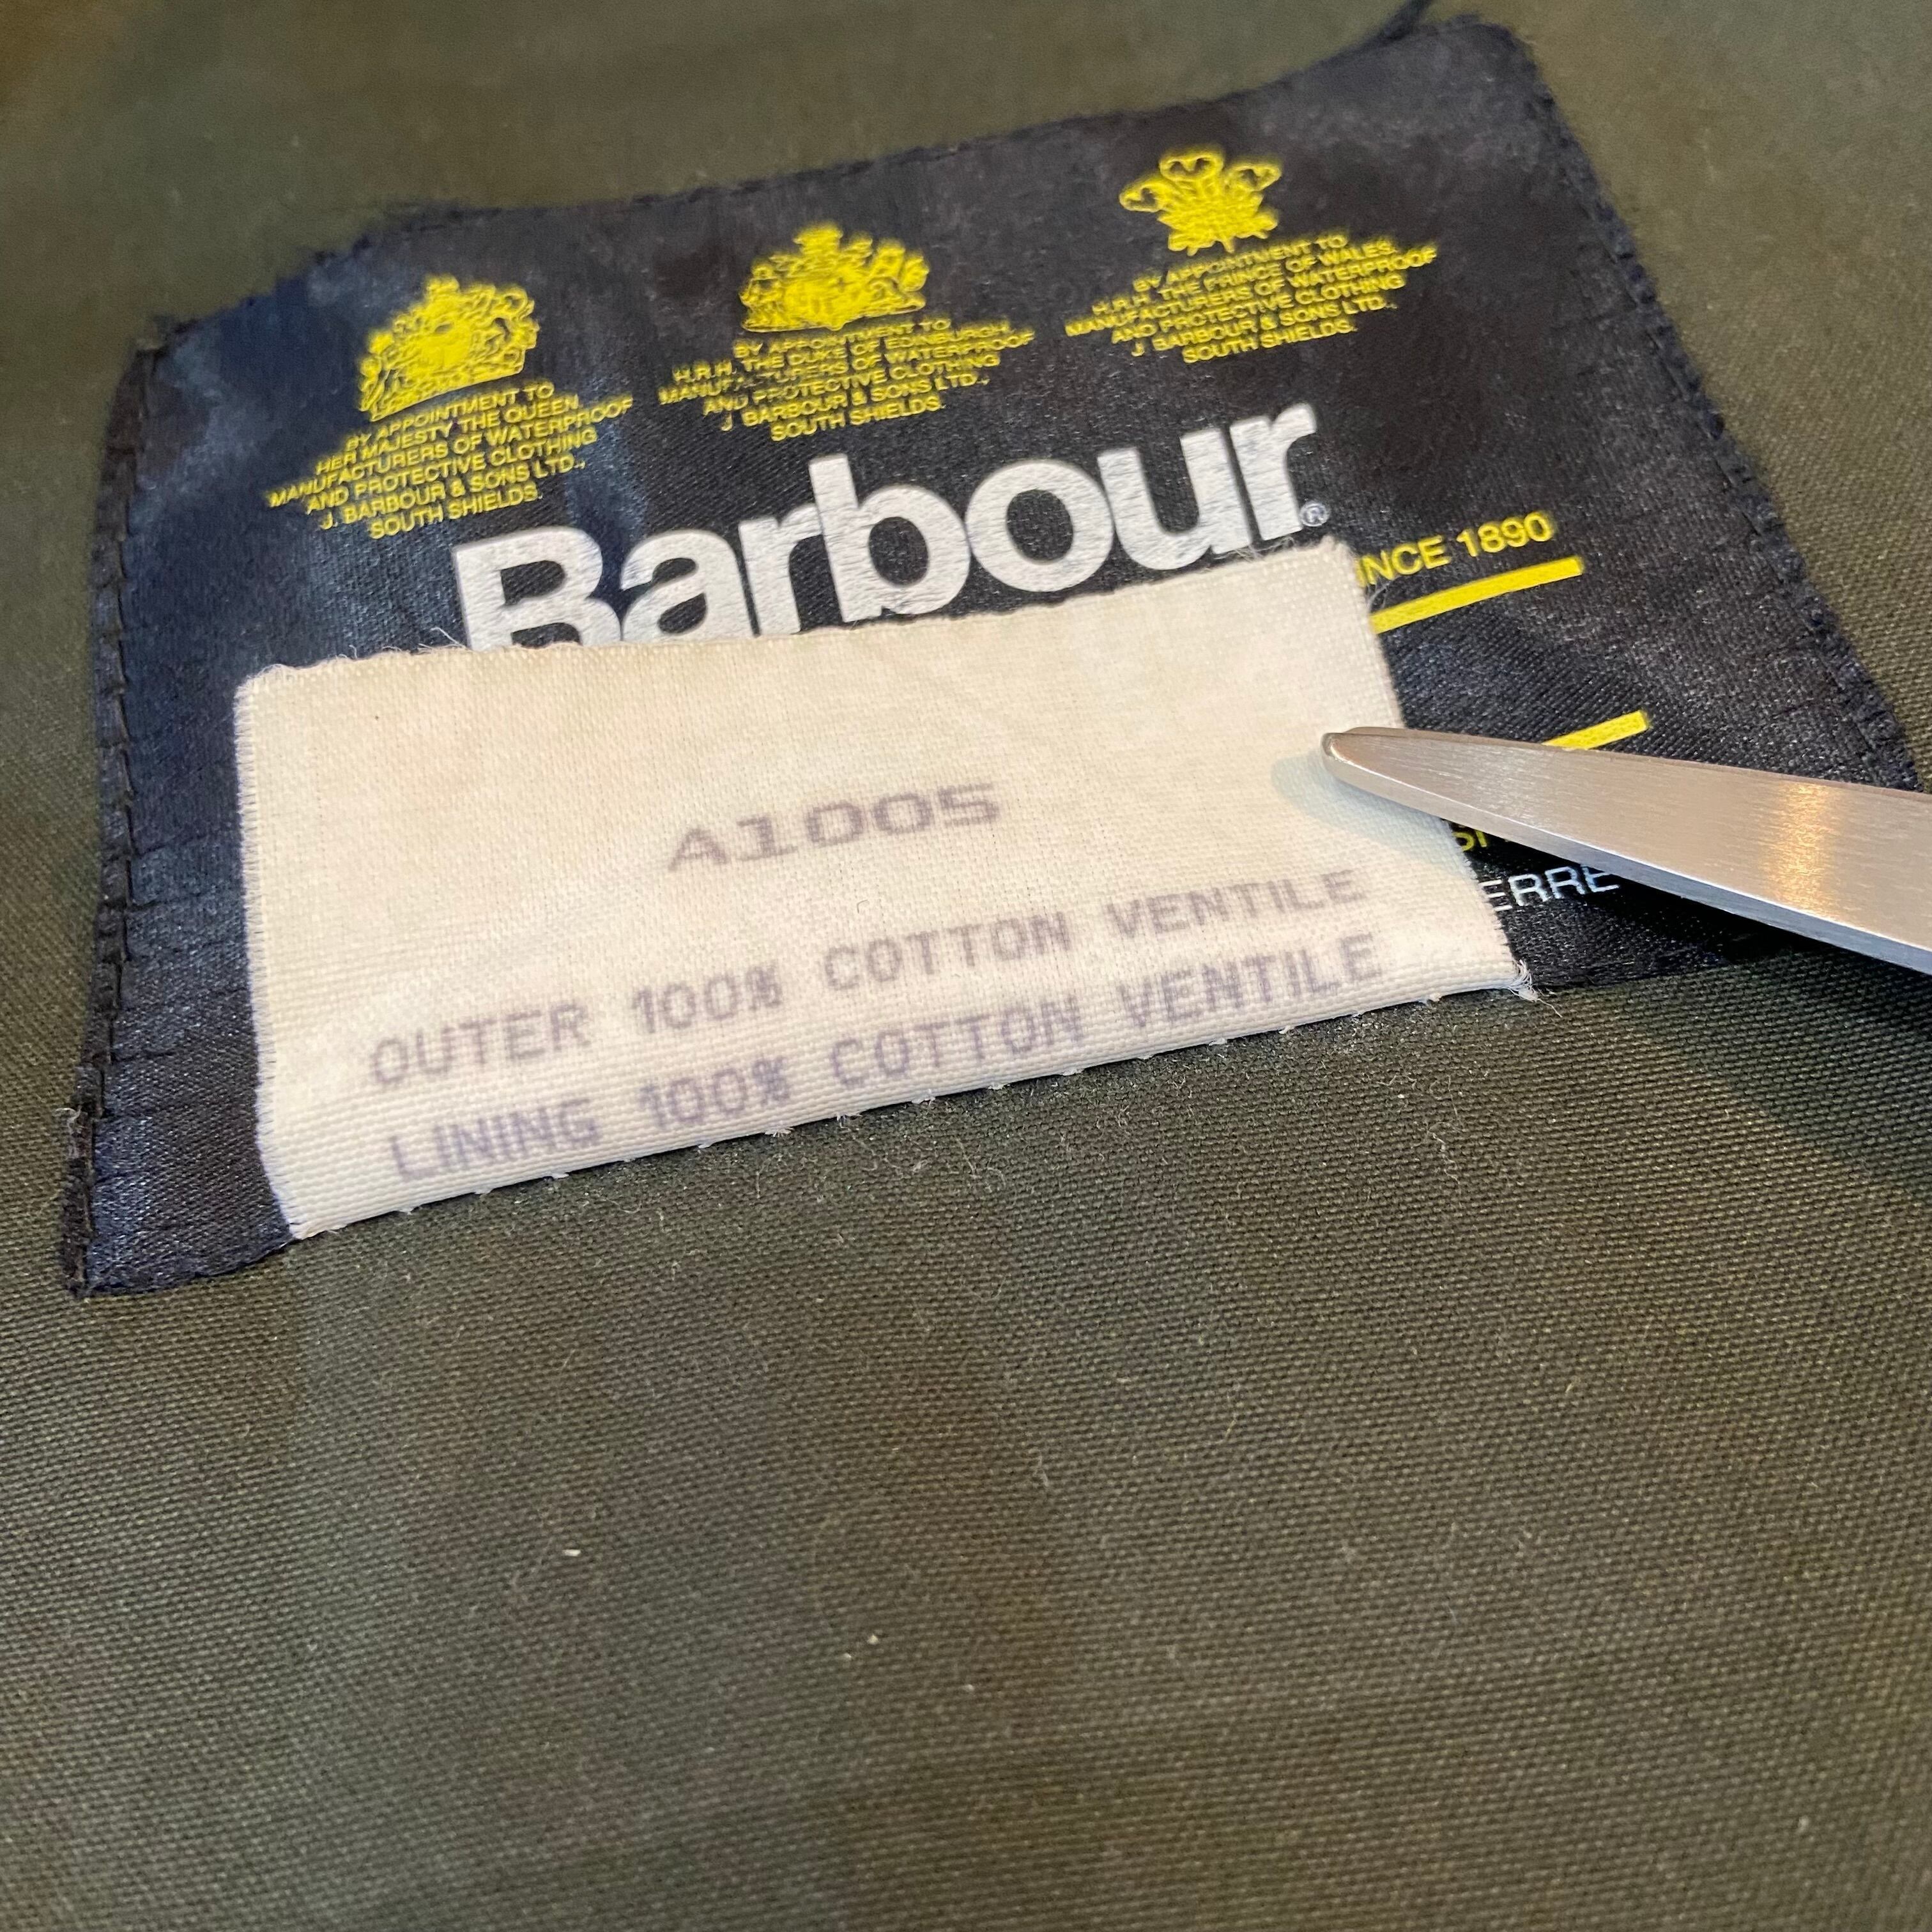 BY APPOINTMENT TO
HER MAJESTY THE QUEEN
MANUFACTURERS OF WATERPROOF
AND PROTECTIVE CLOTHING
J. BARBOUR & SONS LTD.,
SOUTH SHIELDS.
BY APPOINTMENT TO
H.R.H. THE DUKE OF EDINBURGH
MANUFACTURERS OF WATERPROOF
AND PROTECTIVE CLOTHING
J. BARBOUR & SONS LTD.,
SOUTH SHIELDS.
BY APPOINTMENT TO
H.R.H. THE PRINCE OF WALES.
MANUFACTURERS OF WATERPROOF
AND PROTECTIVE CLOTHING
J BARBOUR & SONS LTD.,
SOUTH SHIELDS.
Barbour®
INCE 1890
ERRE
A1005
OUTER 100% COTTON VENTILE
LINING 100% COTTON VENTILE